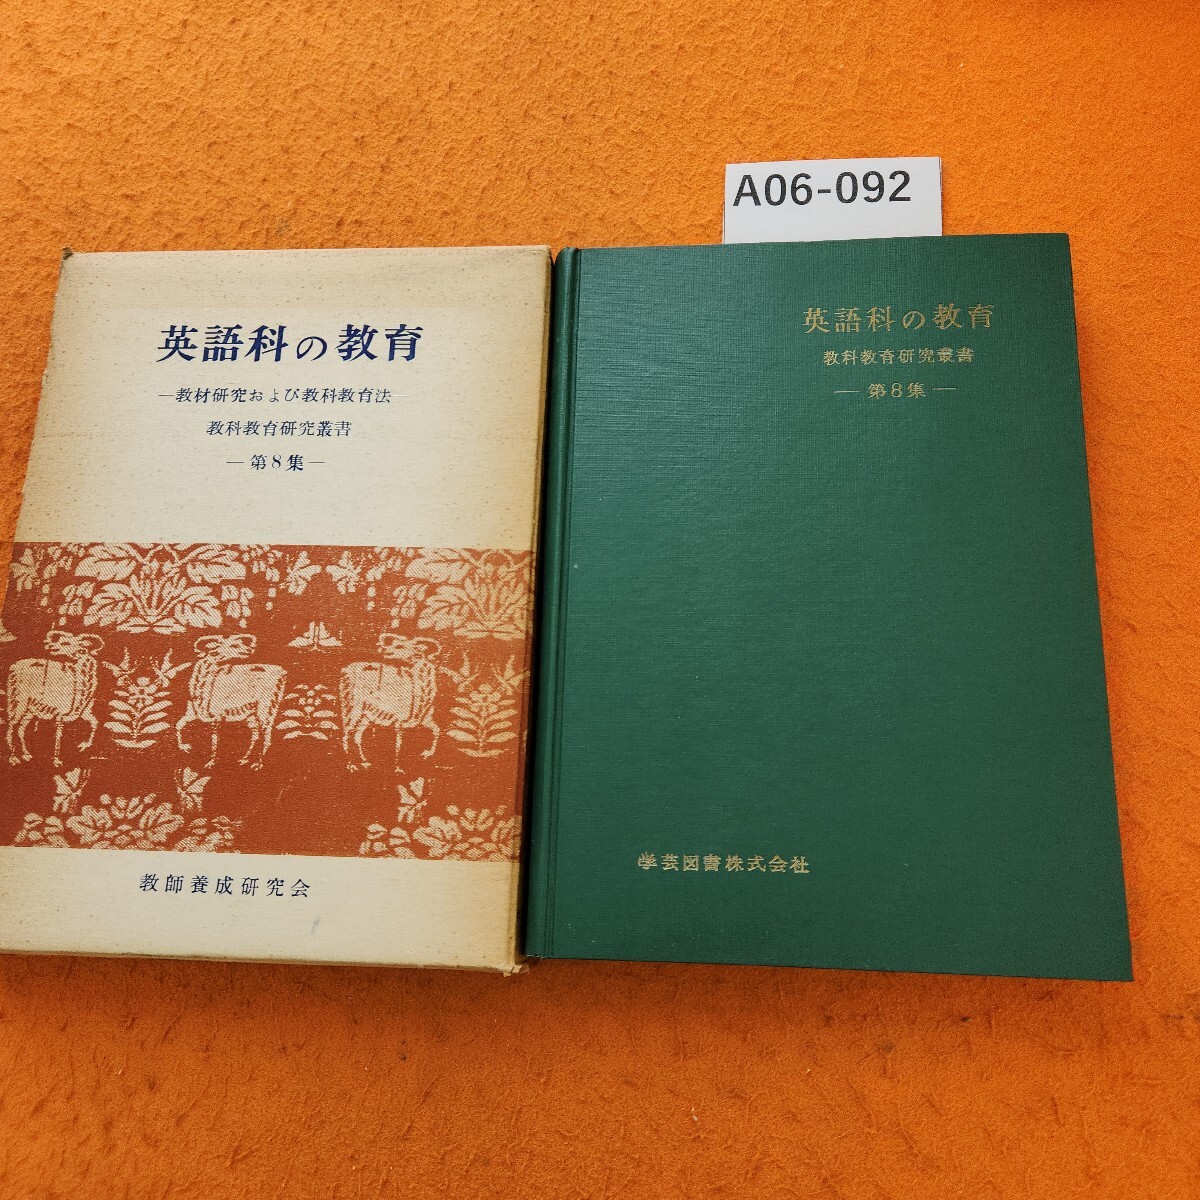 A06-092
英語科の教育
―教材研究および教科教育法―
教科教育研究叢書
―第8集―
教師養成研究会
英語科の教育
教科教育研究叢書
―第8集―
学芸図書株式会社